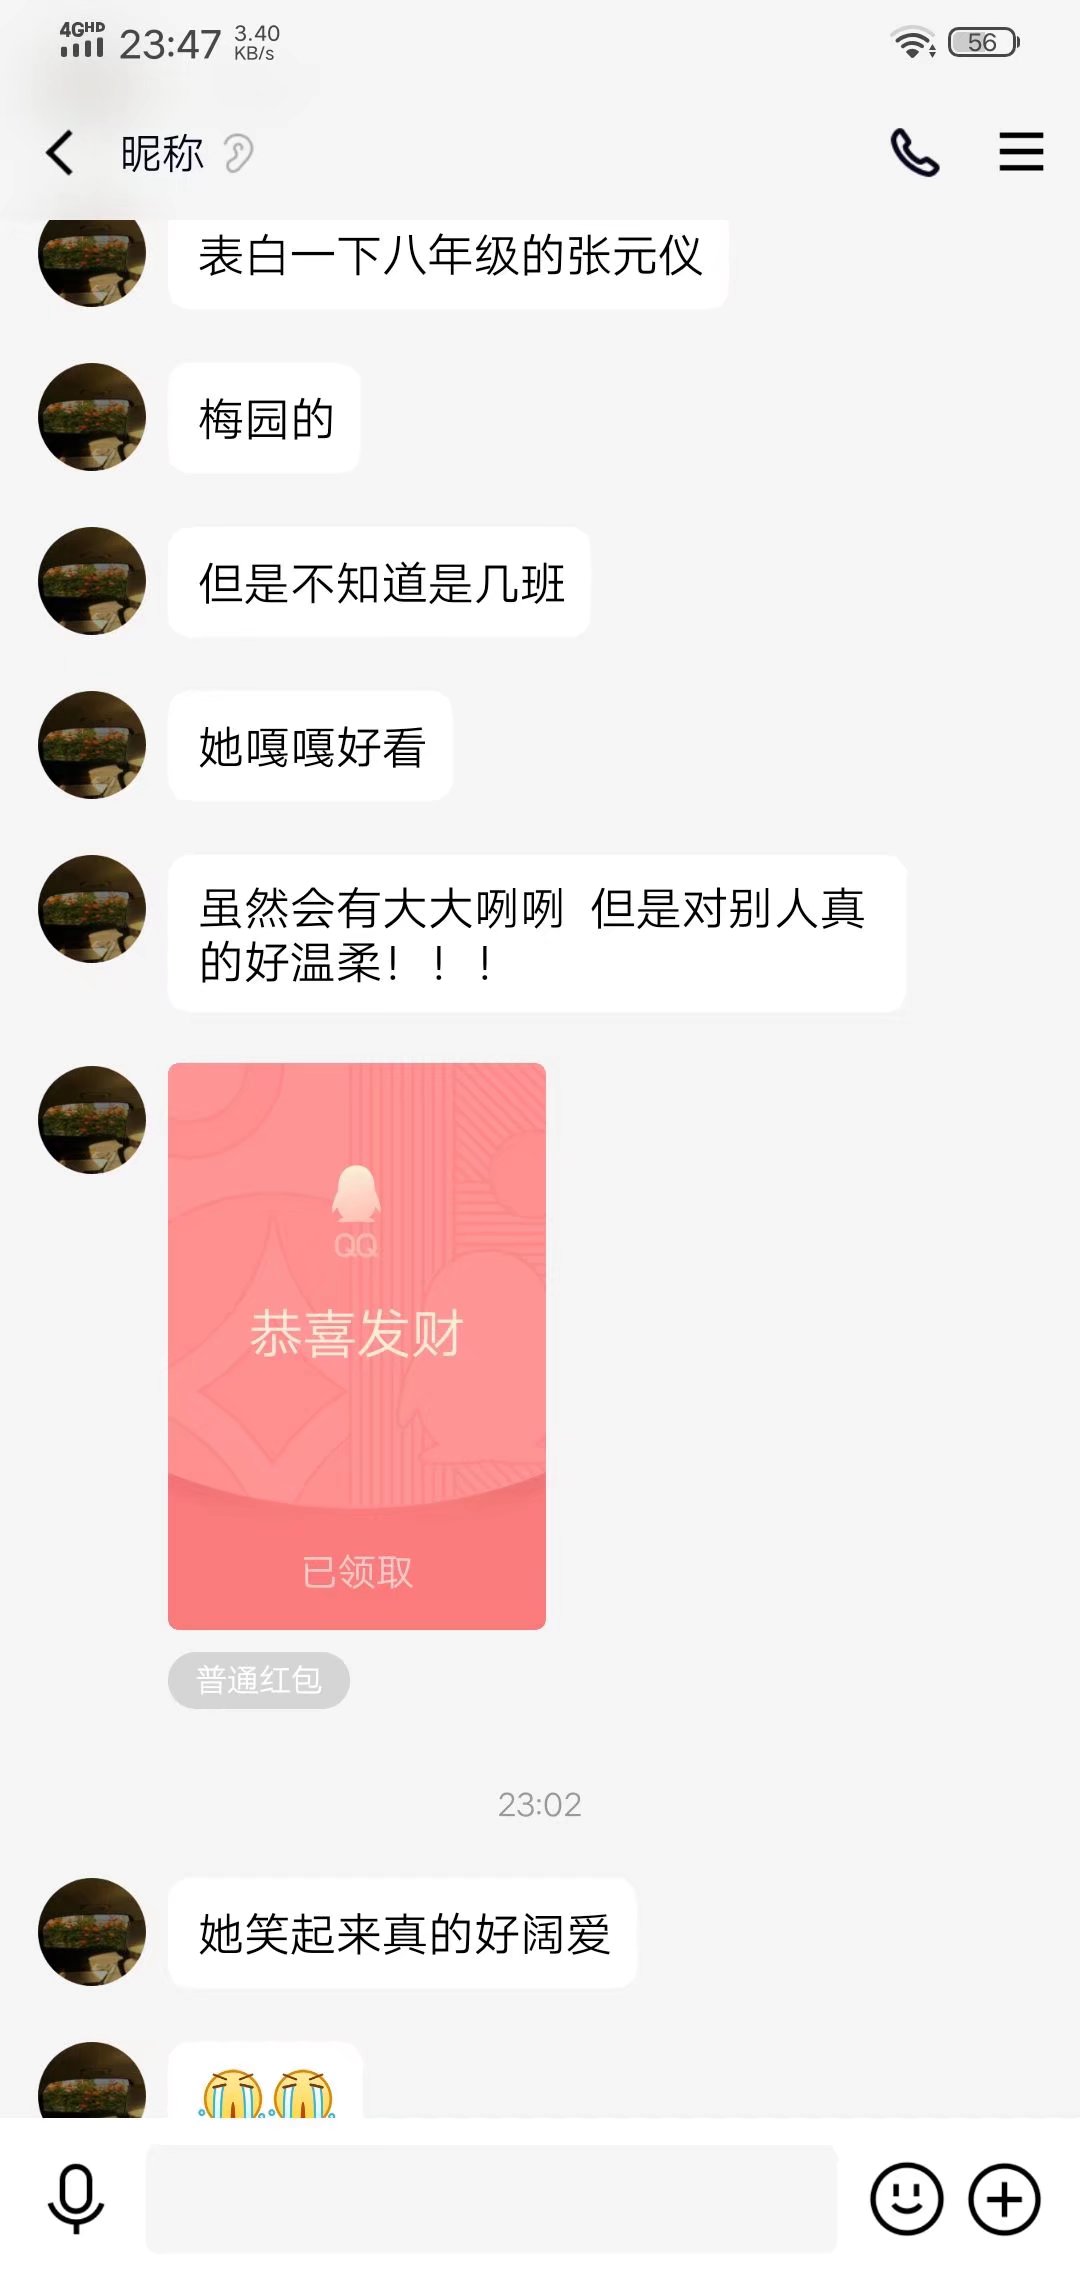 4GHD 23:47 3.40 KB/s 56
昵称
表白一下八年级的张元仪
梅园的
但是不知道是几班
她嘎嘎好看
虽然会有大大咧咧 但是对别人真
的好温柔！！！
QQ
恭喜发财
已领取
普通红包
23:02
她笑起来真的好阔爱